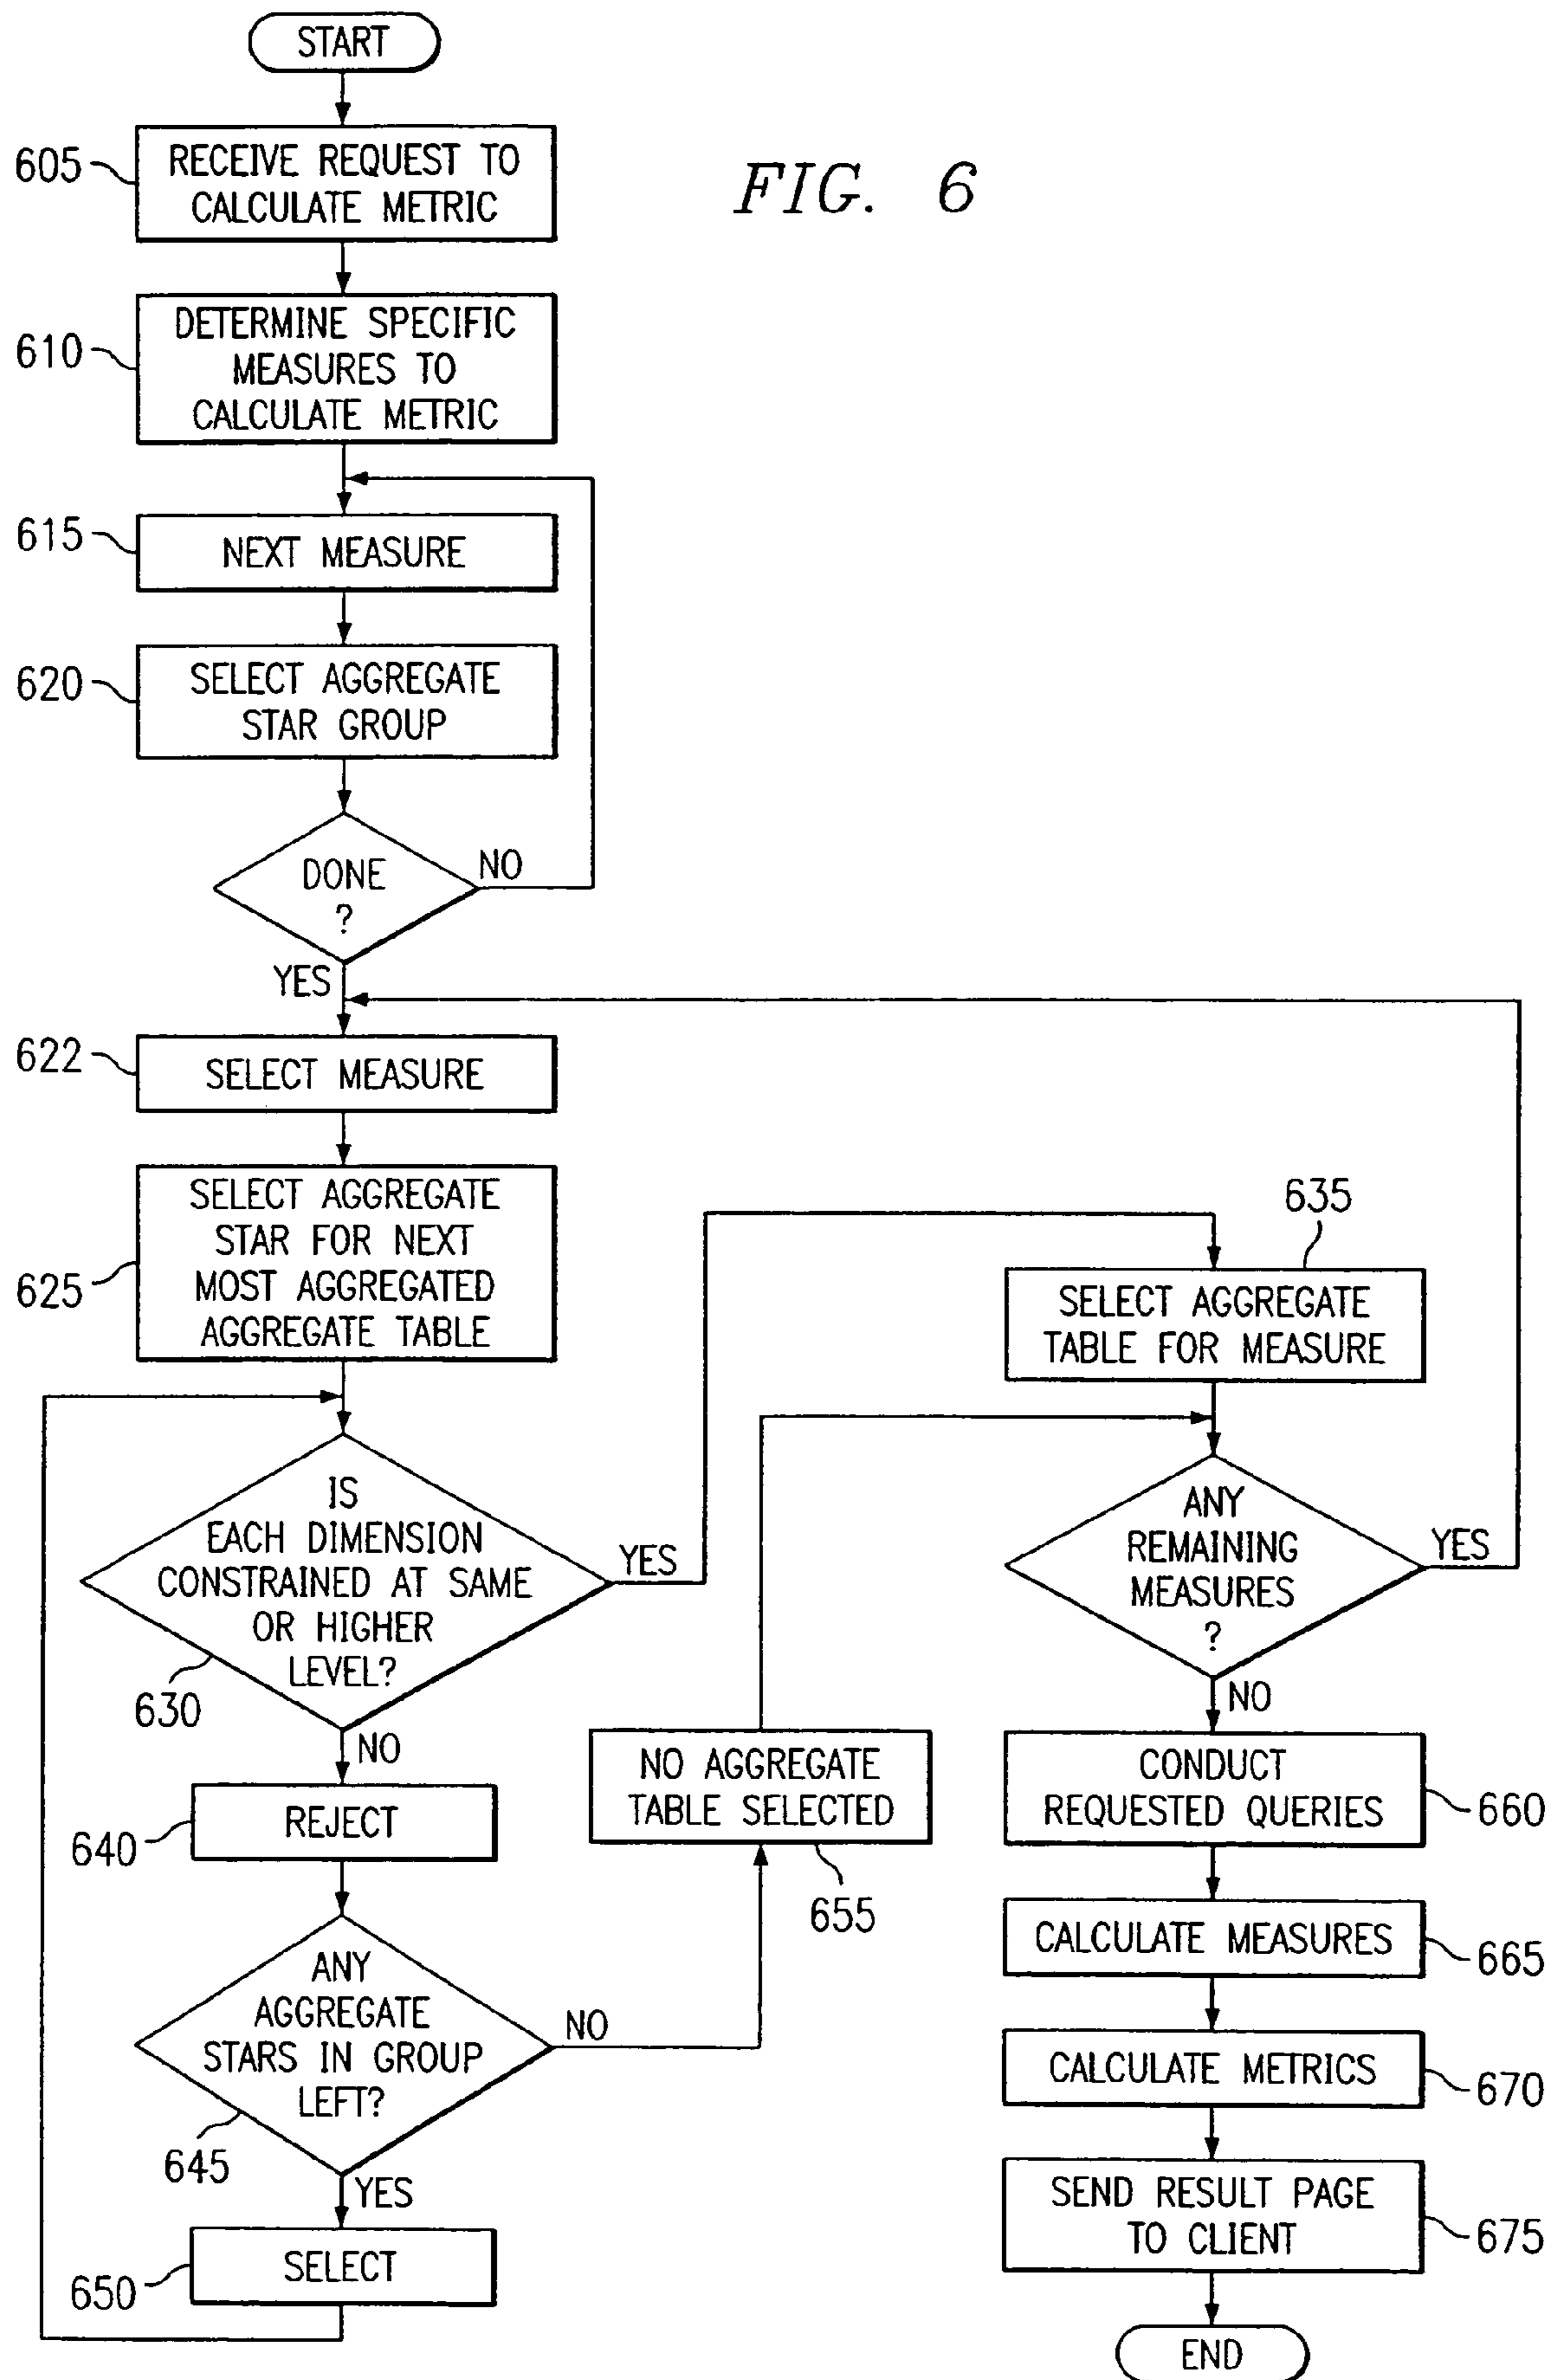 START
605
RECEIVE REQUEST TO
CALCULATE METRIC
FIG. 6
610
DETERMINE SPECIFIC
MEASURES TO
CALCULATE METRIC
615
NEXT MEASURE
620
SELECT AGGREGATE
STAR GROUP
DONE
?
NO
YES
622
SELECT MEASURE
625
SELECT AGGREGATE
STAR FOR NEXT
MOST AGGREGATED
AGGREGATE TABLE
IS
EACH DIMENSION
CONSTRAINED AT SAME
OR HIGHER
LEVEL?
630
YES
NO
640
REJECT
ANY
AGGREGATE
STARS IN GROUP
LEFT?
645
NO
YES
650
SELECT
NO AGGREGATE
TABLE SELECTED
655
635
SELECT AGGREGATE
TABLE FOR MEASURE
ANY
REMAINING
MEASURES
?
YES
NO
CONDUCT
REQUESTED QUERIES
660
CALCULATE MEASURES
665
CALCULATE METRICS
670
SEND RESULT PAGE
TO CLIENT
675
END